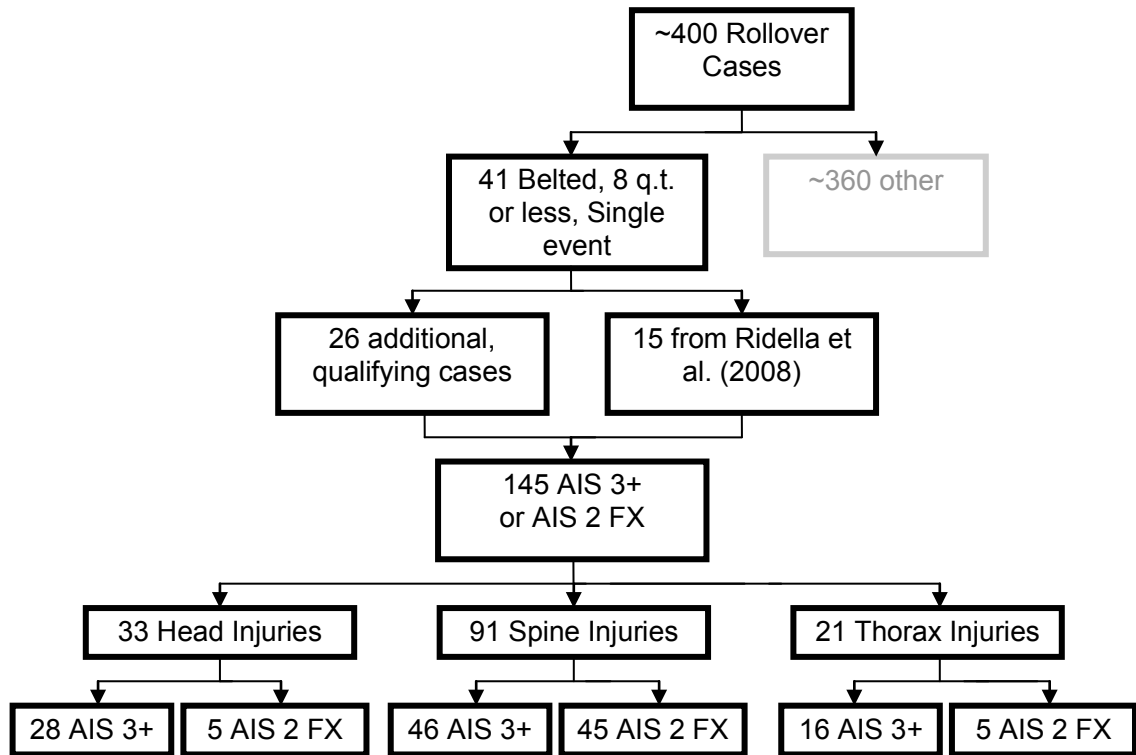 ~400 Rollover
Cases
41 Belted, 8 q.t.
or less, Single
event
~360 other
26 additional,
qualifying cases
15 from Ridella et
al. (2008)
145 AIS 3+
or AIS 2 FX
33 Head Injuries
91 Spine Injuries
21 Thorax Injuries
28 AIS 3+
5 AIS 2 FX
46 AIS 3+
45 AIS 2 FX
16 AIS 3+
5 AIS 2 FX